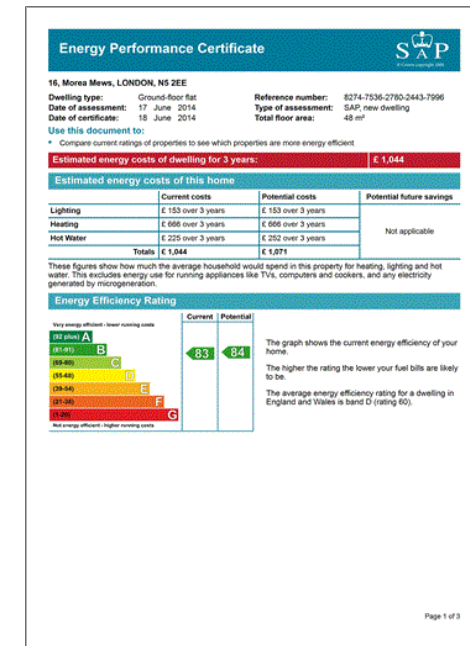 Energy Performance Certificate
SAP
© Crown copyright 2009
16, Morea Mews, LONDON, N5 2EE
Dwelling type: Ground-floor flat
Date of assessment: 17 June 2014
Date of certificate: 18 June 2014
Reference number: 8274-7536-2780-2443-7996
Type of assessment: SAP, new dwelling
Total floor area: 48 m²
Use this document to:
• Compare current ratings of properties to see which properties are more energy efficient
Estimated energy costs of dwelling for 3 years: £ 1,044
Estimated energy costs of this home
Current costs Potential costs Potential future savings
Lighting £ 153 over 3 years £ 153 over 3 years
Heating £ 666 over 3 years £ 666 over 3 years
Not applicable
Hot Water £ 225 over 3 years £ 252 over 3 years
Totals £ 1,044 £ 1,071
These figures show how much the average household would spend in this property for heating, lighting and hot
water. This excludes energy use for running appliances like TVs, computers and cookers, and any electricity
generated by microgeneration.
Energy Efficiency Rating
Current Potential
Very energy efficient - lower running costs
(92 plus) A
(81-91) B
(69-80) C
(55-68) D
(39-54) E
(21-38) F
(1-20) G
Not energy efficient - higher running costs
83 84
The graph shows the current energy efficiency of your
home.
The higher the rating the lower your fuel bills are likely
to be.
The average energy efficiency rating for a dwelling in
England and Wales is band D (rating 60).
Page 1 of 3